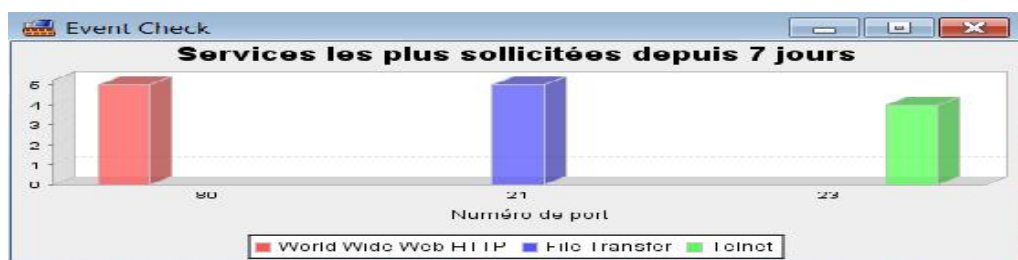 Event Check
Services les plus sollicitées depuis 7 jours
5
4
3
2
1
0
80 21 23
Numéro de port
World Wide Web HTTP File Transfer Telnet